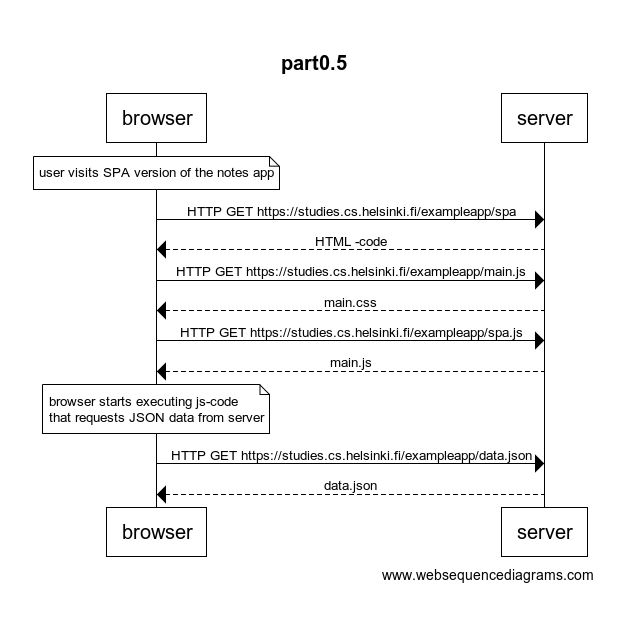 part0.5
browser
server
user visits SPA version of the notes app
HTTP GET https://studies.cs.helsinki.fi/exampleapp/spa
HTML -code
HTTP GET https://studies.cs.helsinki.fi/exampleapp/main.js
main.css
HTTP GET https://studies.cs.helsinki.fi/exampleapp/spa.js
main.js
browser starts executing js-code
that requests JSON data from server
HTTP GET https://studies.cs.helsinki.fi/exampleapp/data.json
data.json
browser
server
www.websequencediagrams.com